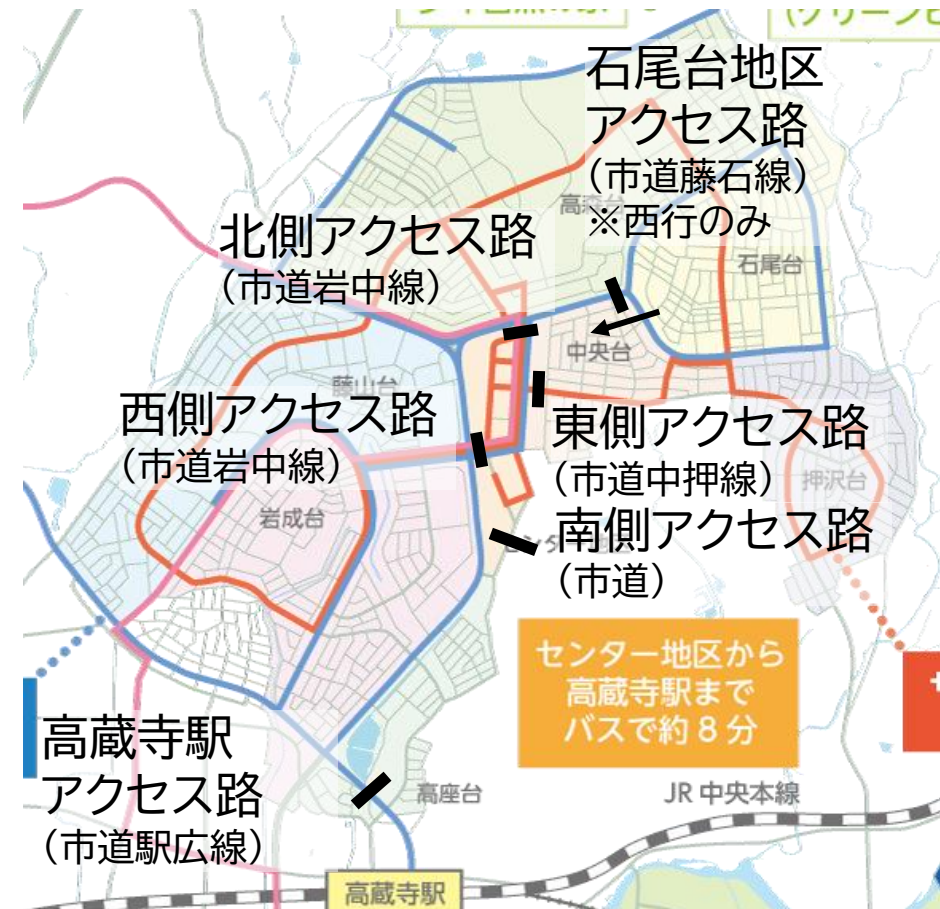 石尾台地区
アクセス路
(市道藤石線)
※西行のみ
高森台
石尾台
北側アクセス路
(市道岩中線)
中央台
藤山台
西側アクセス路
(市道岩中線)
東側アクセス路
(市道中押線)
押沢台
岩成台
南側アクセス路
(市道)
センター地区から
高蔵寺駅まで
バスで約8分
高蔵寺駅
アクセス路
(市道駅広線)
高座台
JR中央本線
高蔵寺駅